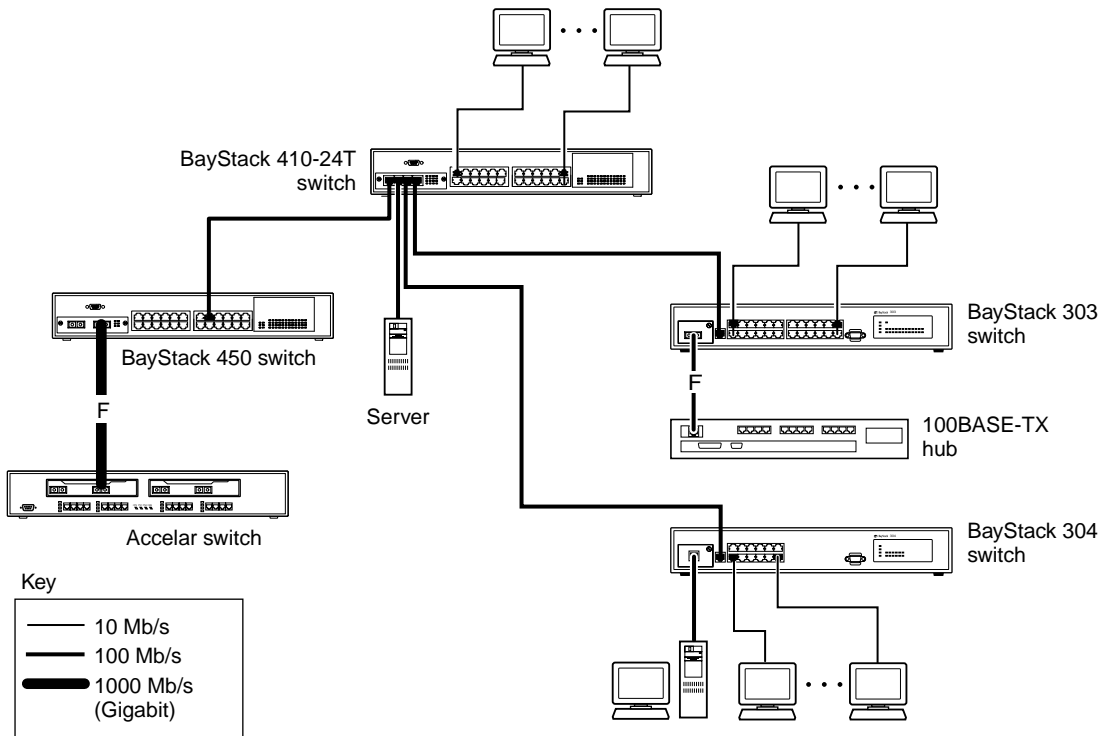 BayStack 410-24T
switch
BayStack 303
switch
BayStack 450 switch
F
F
Server
100BASE-TX
hub
Accelar switch
BayStack 304
switch
Key
10 Mb/s
100 Mb/s
1000 Mb/s
(Gigabit)